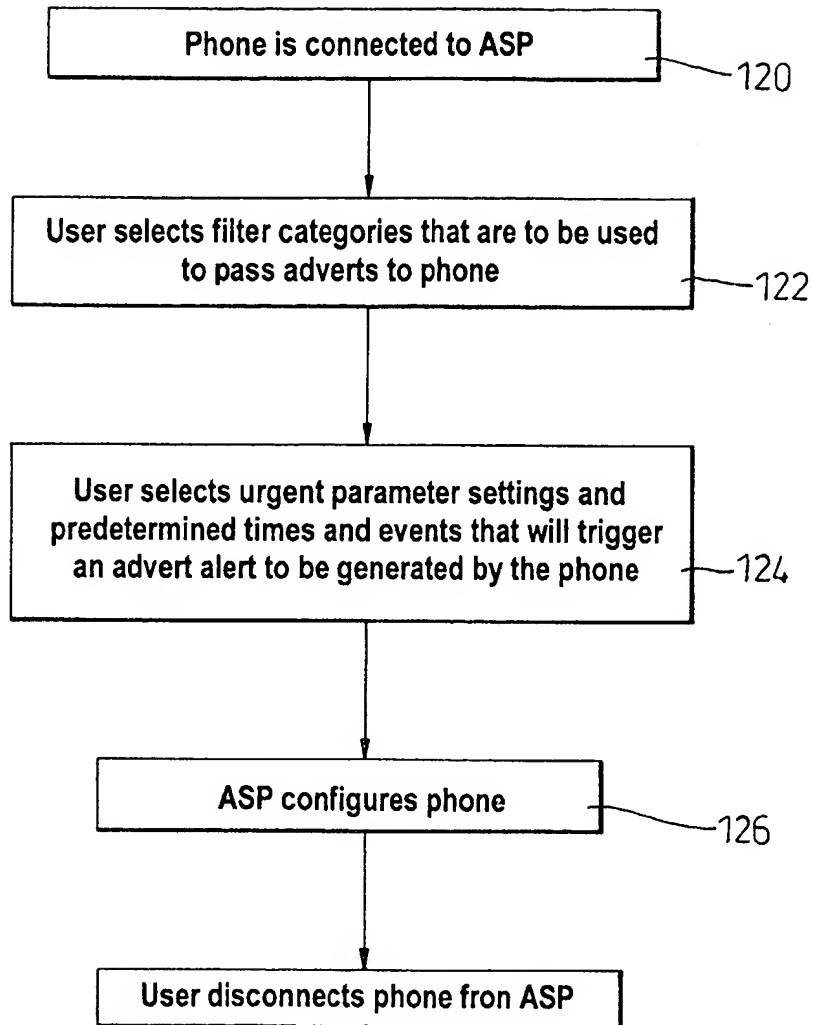 Phone is connected to ASP
120
User selects filter categories that are to be used
to pass adverts to phone
122
User selects urgent parameter settings and
predetermined times and events that will trigger
an advert alert to be generated by the phone
124
ASP configures phone
126
User disconnects phone fron ASP